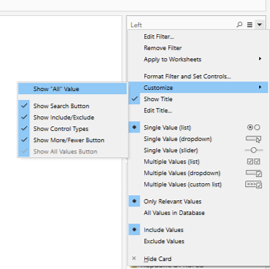 Left
Edit Filter...
Remove Filter
Apply to Worksheets
Format Filter and Set Controls...
Customize
Show "All" Value
Show Search Button
Show Include/Exclude
Show Control Types
Show More/Fewer Button
Show All Values Button
Show Title
Edit Title...
Single Value (list)
Single Value (dropdown)
Single Value (slider)
Multiple Values (list)
Multiple Values (dropdown)
Multiple Values (custom list)
Only Relevant Values
All Values in Database
Include Values
Exclude Values
Hide Card